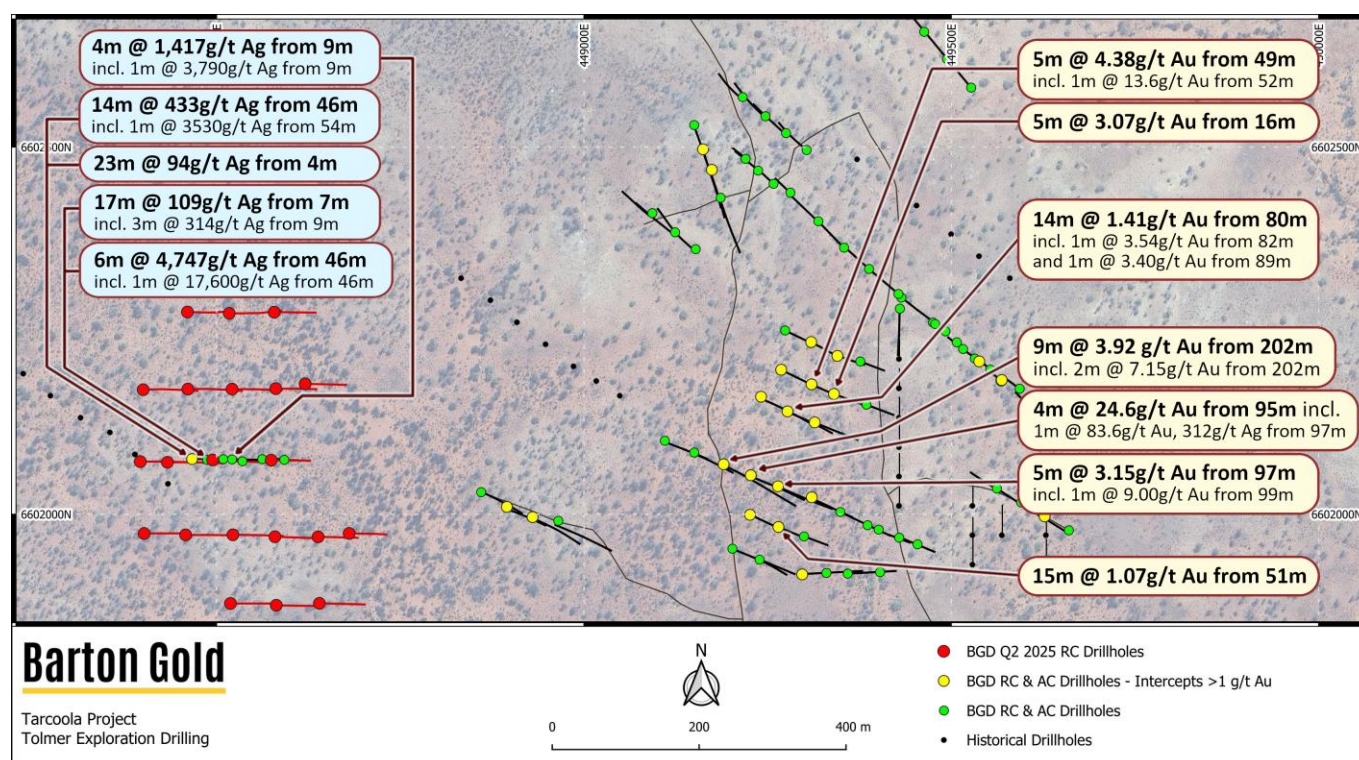 4m @ 1,417g/t Ag from 9m
incl. 1m @ 3,790g/t Ag from 9m
14m @ 433g/t Ag from 46m
incl. 1m @ 3530g/t Ag from 54m
23m @ 94g/t Ag from 4m
17m @ 109g/t Ag from 7m
incl. 3m @ 314g/t Ag from 9m
6m @ 4,747g/t Ag from 46m
incl. 1m @ 17,600g/t Ag from 46m
449000E
449500E
6602500N
6602500N
6602000N
6602000N
5m @ 4.38g/t Au from 49m
incl. 1m @ 13.6g/t Au from 52m
5m @ 3.07g/t Au from 16m
14m @ 1.41g/t Au from 80m
incl. 1m @ 3.54g/t Au from 82m
and 1m @ 3.40g/t Au from 89m
9m @ 3.92 g/t Au from 202m
incl. 2m @ 7.15g/t Au from 202m
4m @ 24.6g/t Au from 95m incl.
1m @ 83.6g/t Au, 312g/t Ag from 97m
5m @ 3.15g/t Au from 97m
incl. 1m @ 9.00g/t Au from 99m
15m @ 1.07g/t Au from 51m
Barton Gold
Tarcoola Project
Tolmer Exploration Drilling
N
0 200 400 m
BGD Q2 2025 RC Drillholes
BGD RC & AC Drillholes - Intercepts >1 g/t Au
BGD RC & AC Drillholes
Historical Drillholes